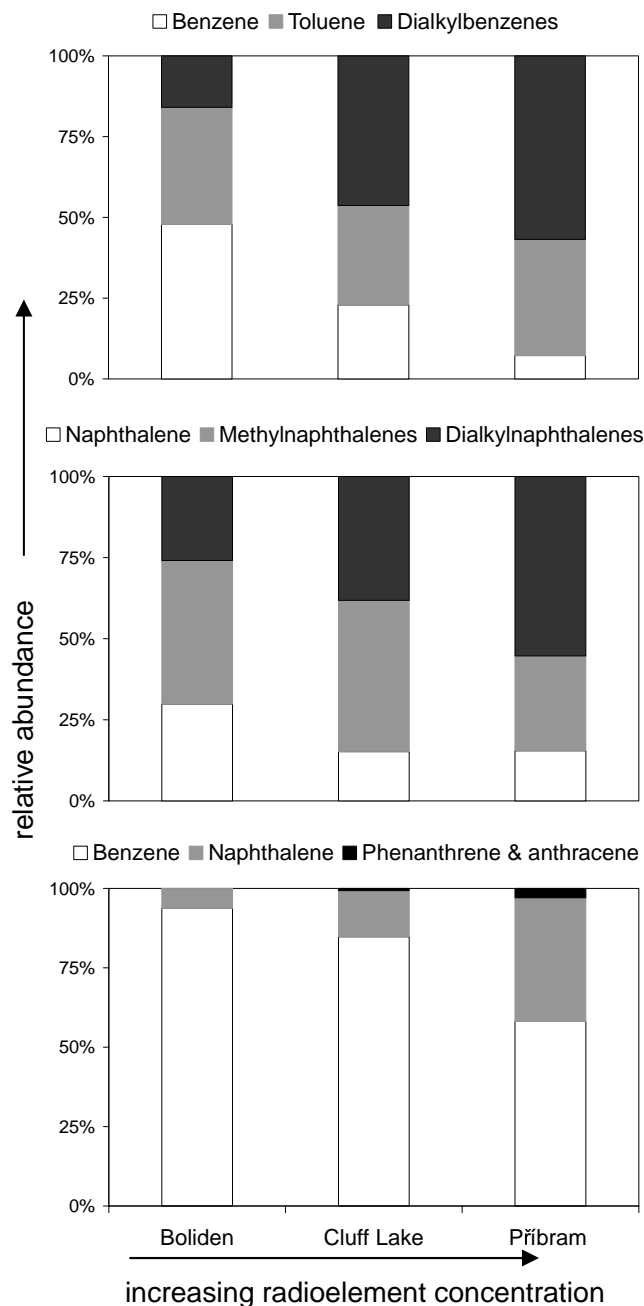 Benzene Toluene Dialkylbenzenes
100%
75%
50%
25%
0%
Naphthalene Methylnaphthalenes Dialkylnaphthalenes
100%
75%
50%
25%
0%
relative abundance
Benzene Naphthalene Phenanthrene & anthracene
100%
75%
50%
25%
0%
Boliden Cluff Lake Príbram
increasing radioelement concentration